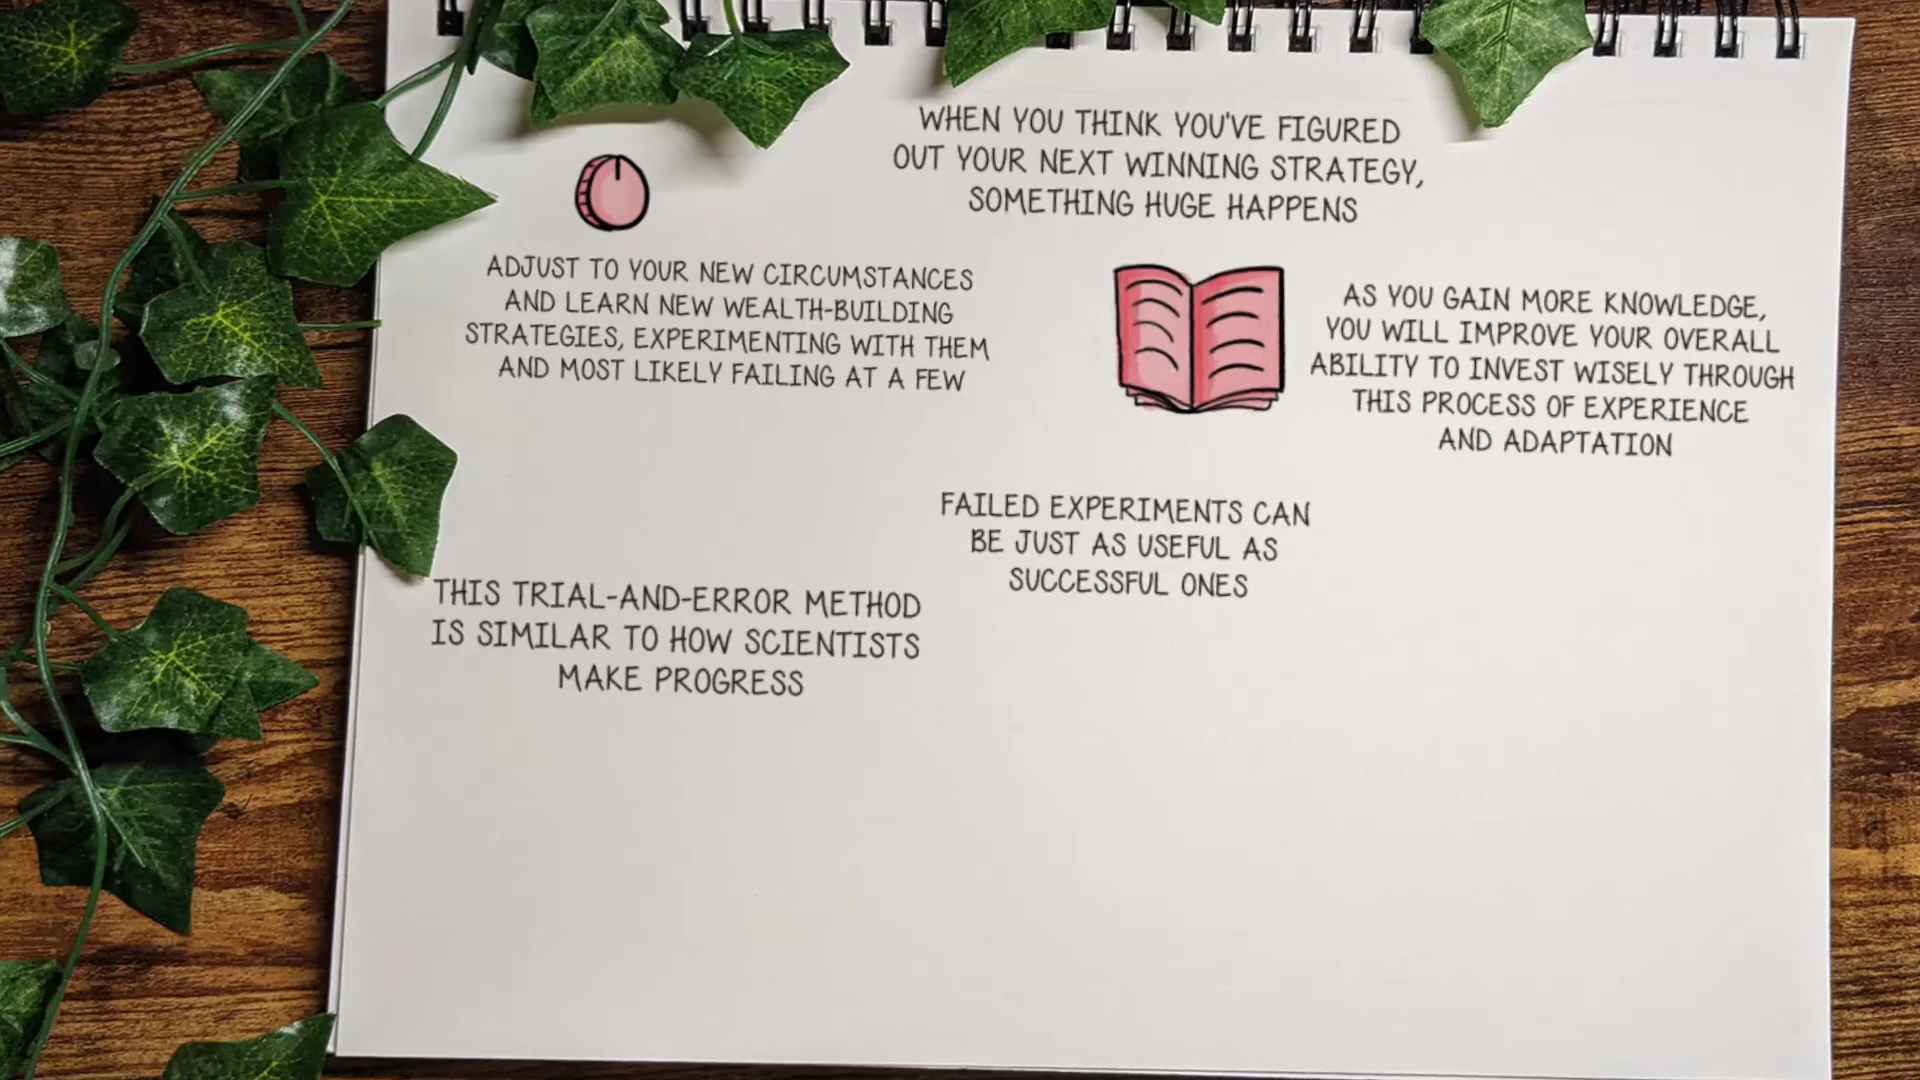 WHEN YOU THINK YOU'VE FIGURED
OUT YOUR NEXT WINNING STRATEGY,
SOMETHING HUGE HAPPENS
ADJUST TO YOUR NEW CIRCUMSTANCES
AND LEARN NEW WEALTH-BUILDING
STRATEGIES, EXPERIMENTING WITH THEM
AND MOST LIKELY FAILING AT A FEW
AS YOU GAIN MORE KNOWLEDGE,
YOU WILL IMPROVE YOUR OVERALL
ABILITY TO INVEST WISELY THROUGH
THIS PROCESS OF EXPERIENCE
AND ADAPTATION
FAILED EXPERIMENTS CAN
BE JUST AS USEFUL AS
SUCCESSFUL ONES
THIS TRIAL-AND-ERROR METHOD
IS SIMILAR TO HOW SCIENTISTS
MAKE PROGRESS